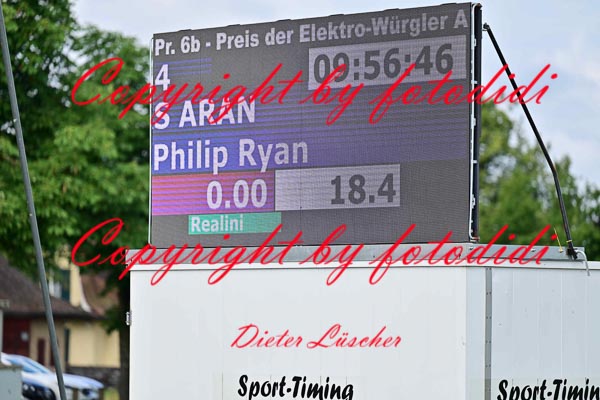 Pr. 6b - Preis der Elektro-Würgler A
4
09:56:46
Copyright by fotodidi
S ARAN
Philip Ryan
0.00
18.4
Realini
Copyright by fotodidi
Dieter Lüscher
Sport-Timing
Sport-Timin